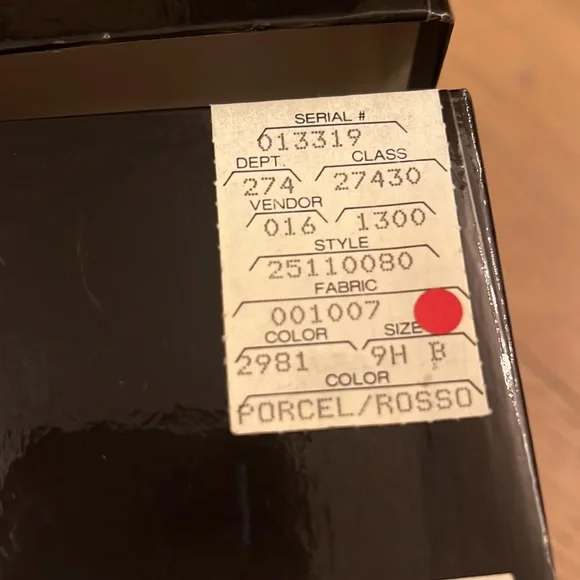 SERIAL #
013319
DEPT. CLASS
274 27430
VENDOR
016 1300
STYLE
25110080
FABRIC
001007
COLOR SIZE
2981 9H B
COLOR
PORCEL/ROSSO